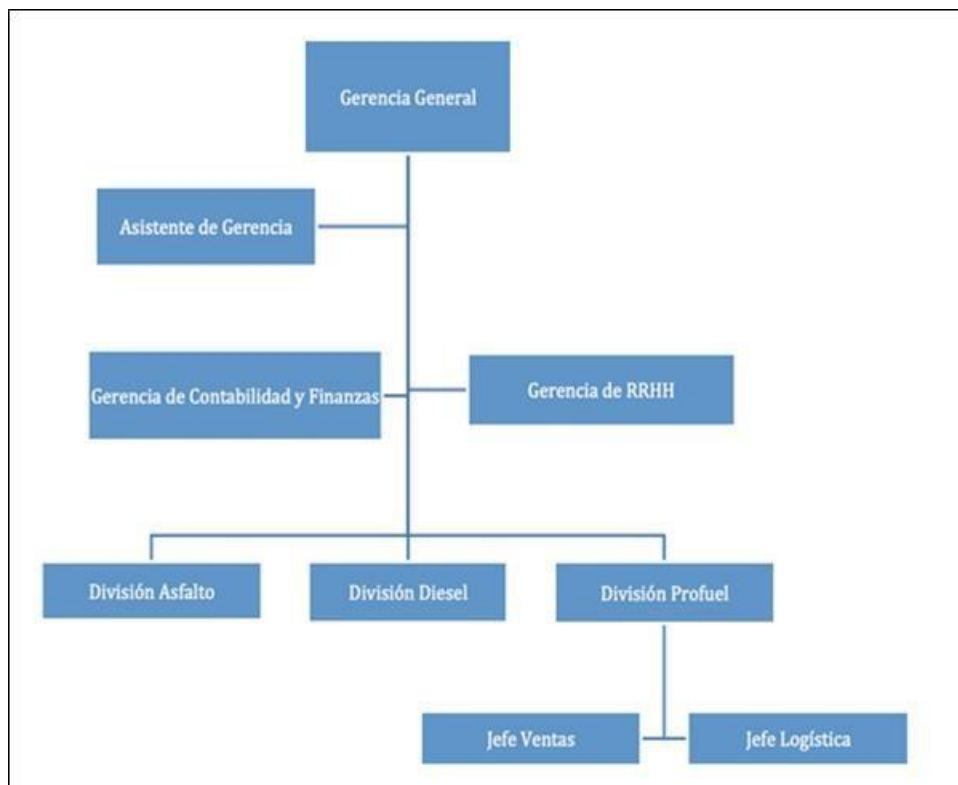 Gerencia General
Asistente de Gerencia
Gerencia de Contabilidad y Finanzas
Gerencia de RRHH
División Asfalto
División Diesel
División Profuel
Jefe Ventas
Jefe Logística